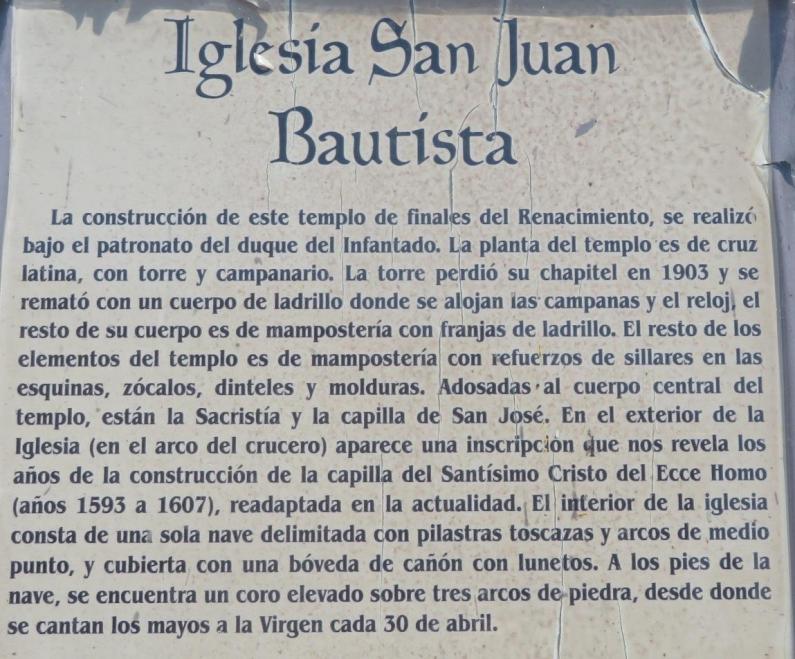 Iglesia San Juan
Bautista
La construcción de este templo de finales del Renacimiento, se realizó
bajo el patronato del duque del Infantado. La planta del templo es de cruz
latina, con torre y campanario. La torre perdió su chapitel en 1903 y se
remató con un cuerpo de ladrillo donde se alojan las campanas y el reloj, el
resto de su cuerpo es de mampostería con franjas de ladrillo. El resto de los
elementos del templo es de mampostería con refuerzos de sillares en las
esquinas, zócalos, dinteles y molduras. Adosadas al cuerpo central del
templo, están la Sacristía y la capilla de San José. En el exterior de la
Iglesia (en el arco del crucero) aparece una inscripción que nos revela los
años de la construcción de la capilla del Santísimo Cristo del Ecce Homo
(años 1593 a 1607), readaptada en la actualidad. El interior de la iglesia
consta de una sola nave delimitada con pilastras toscazas y arcos de medio
punto, y cubierta con una bóveda de cañón con lunetos. A los pies de la
nave, se encuentra un coro elevado sobre tres arcos de piedra, desde donde
se cantan los mayos a la Virgen cada 30 de abril.